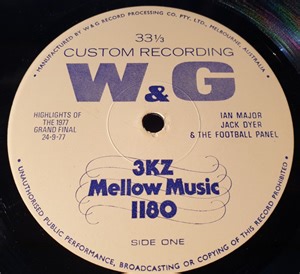 MANUFACTURED BY W&G RECORD PROCESSING CO. PTY. LTD., MELBOURNE, AUSTRALIA
33⅓
CUSTOM RECORDING
W&G
HIGHLIGHTS OF
THE 1977
GRAND FINAL
24-9-77
IAN MAJOR
JACK DYER
& THE FOOTBALL PANEL
3KZ
Mellow Music
1180
SIDE ONE
UNAUTHORISED PUBLIC PERFORMANCE, BROADCASTING OR COPYING OF THIS RECORD PROHIBITED